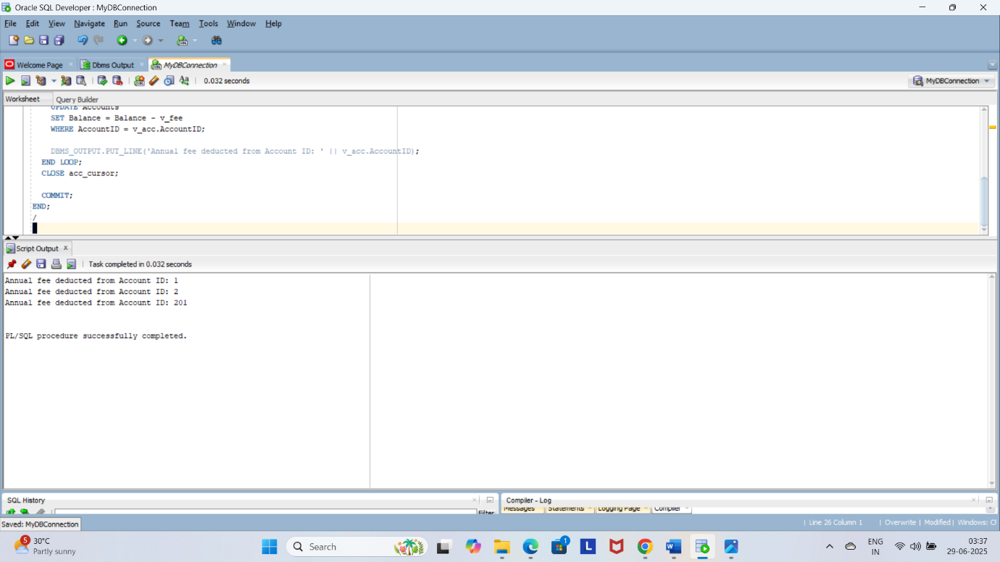 Oracle SQL Developer : MyDBConnection
File Edit View Navigate Run Source Team Tools Window Help
Welcome Page Dbms Output MyDBConnection
0.032 seconds MyDBConnection
Worksheet Query Builder
UPDATE Accounts
SET Balance = Balance - v_fee
WHERE AccountID = v_acc.AccountID;
DBMS_OUTPUT.PUT_LINE('Annual fee deducted from Account ID: ' || v_acc.AccountID);
END LOOP;
CLOSE acc_cursor;
COMMIT;
END;
/
Script Output
Task completed in 0.032 seconds
Annual fee deducted from Account ID: 1
Annual fee deducted from Account ID: 2
Annual fee deducted from Account ID: 201
PL/SQL procedure successfully completed.
SQL History Compiler - Log
Filter Messages Statements Logging Page Compiler
Saved: MyDBConnection
Line 26 Column 1 | Overwrite | Modified | Windows:
5 30°C
Partly sunny
Search
1
ENG
IN
03:37
29-06-2025